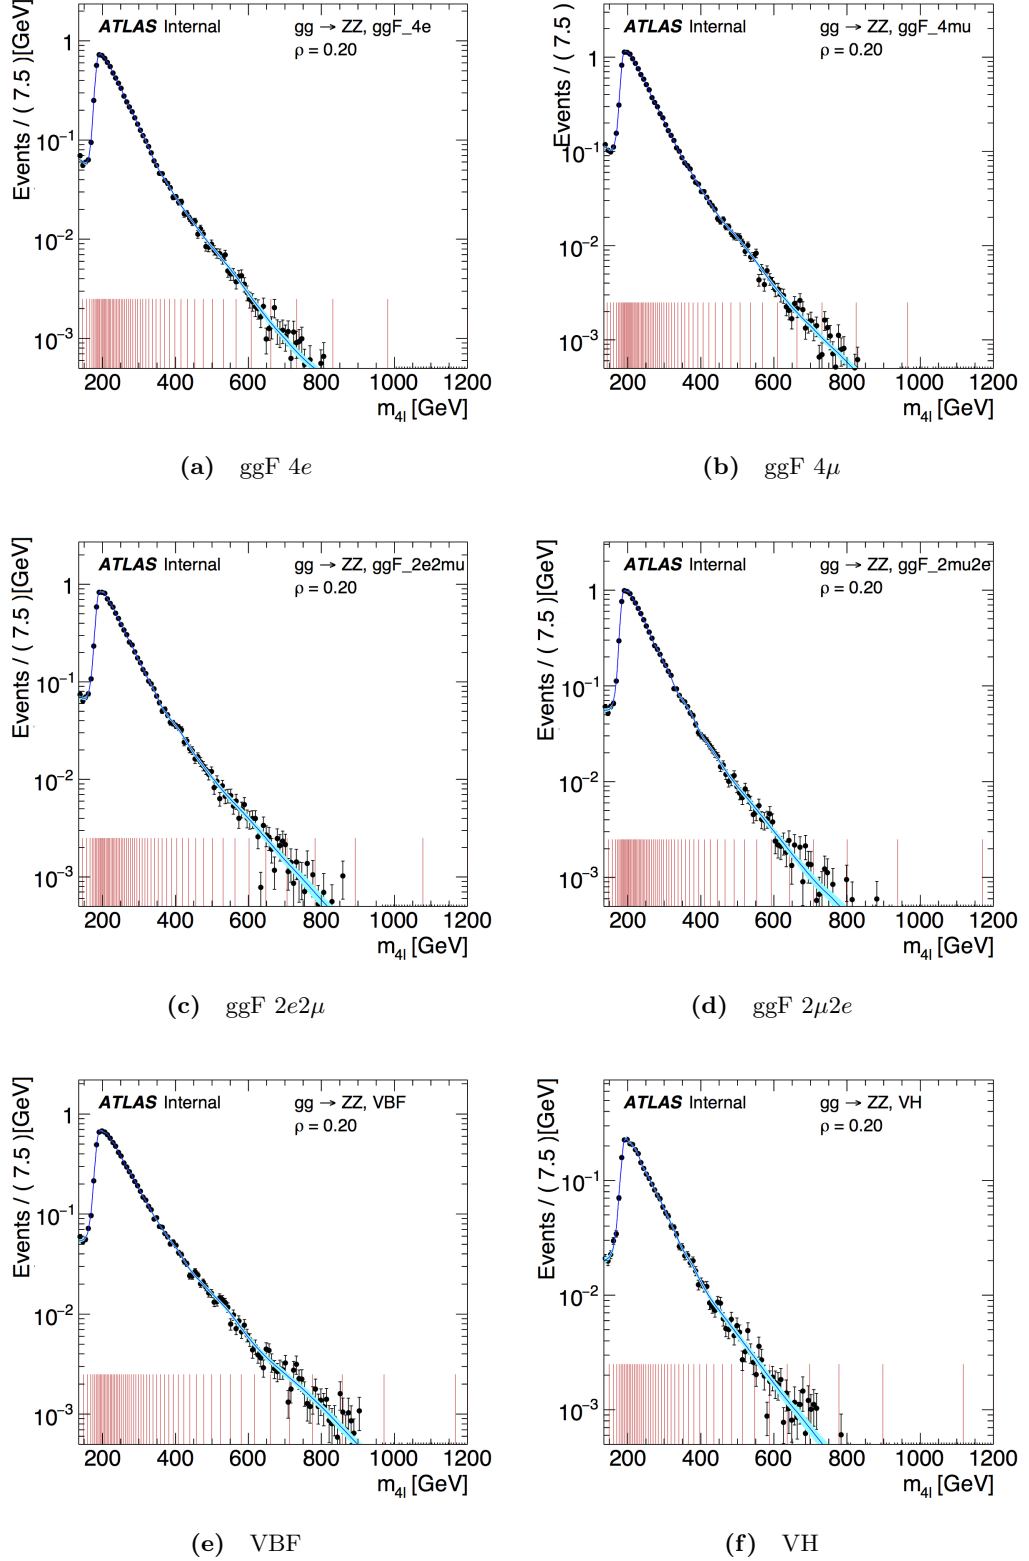 ATLAS Internal
gg → ZZ, ggF_4e
ρ = 0.20
Events / ( 7.5 )[GeV]
1
10⁻¹
10⁻²
10⁻³
200 400 600 800 1000 1200
m4l [GeV]
(a) ggF 4e
ATLAS Internal
gg → ZZ, ggF_4mu
ρ = 0.20
Events / ( 7.5 )
1
10⁻¹
10⁻²
10⁻³
200 400 600 800 1000 1200
m4l [GeV]
(b) ggF 4μ
ATLAS Internal
gg → ZZ, ggF_2e2mu
ρ = 0.20
Events / ( 7.5 )[GeV]
1
10⁻¹
10⁻²
10⁻³
200 400 600 800 1000 1200
m4l [GeV]
(c) ggF 2e2μ
ATLAS Internal
gg → ZZ, ggF_2mu2e
ρ = 0.20
Events / ( 7.5 )[GeV]
1
10⁻¹
10⁻²
10⁻³
200 400 600 800 1000 1200
m4l [GeV]
(d) ggF 2μ2e
ATLAS Internal
gg → ZZ, VBF
ρ = 0.20
Events / ( 7.5 )[GeV]
1
10⁻¹
10⁻²
10⁻³
200 400 600 800 1000 1200
m4l [GeV]
(e) VBF
ATLAS Internal
gg → ZZ, VH
ρ = 0.20
Events / ( 7.5 )[GeV]
10⁻¹
10⁻²
10⁻³
200 400 600 800 1000 1200
m4l [GeV]
(f) VH